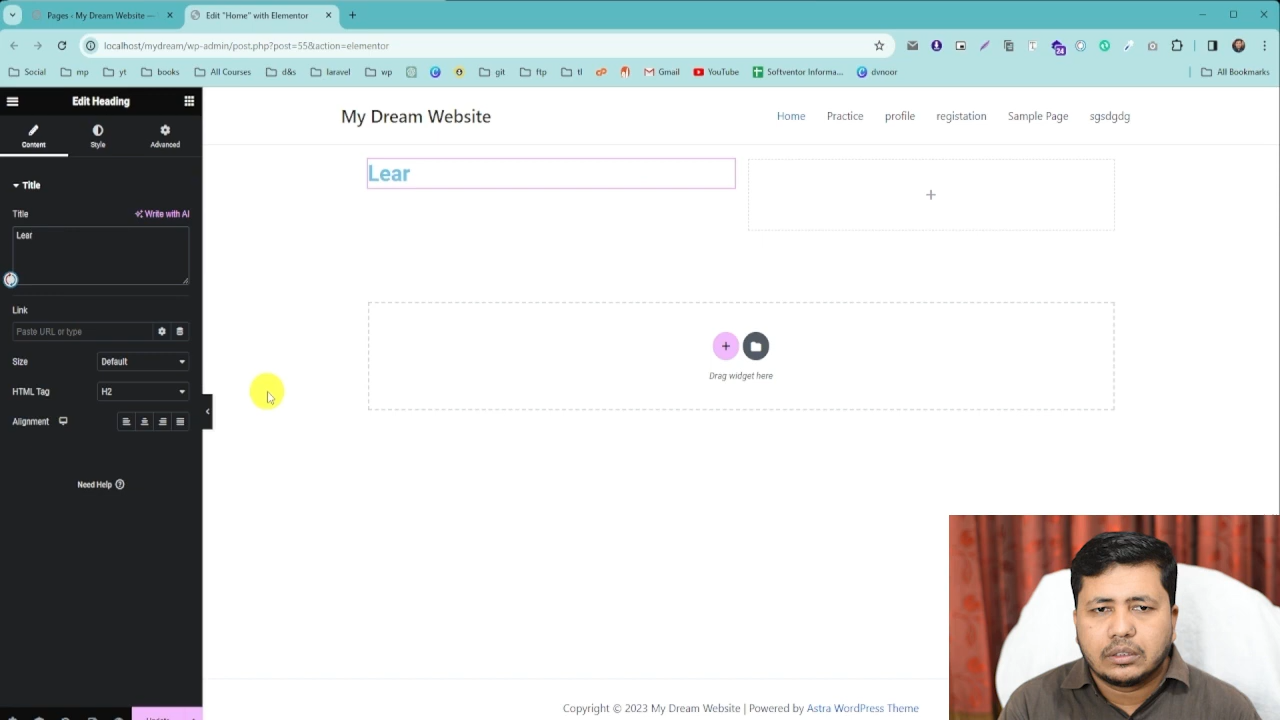 Pages ‹ My Dream Website —
Edit "Home" with Elementor
localhost/mydream/wp-admin/post.php?post=55&action=elementor
24
Social
mp
yt
books
All Courses
d&s
laravel
wp
git
ftp
tl
Gmail
YouTube
Softventor Informa...
dvnoor
All Bookmarks
Edit Heading
Content
Style
Advanced
My Dream Website
Home
Practice
profile
registation
Sample Page
sgsdgdg
Title
Title
Write with AI
Lear
Lear
Link
Paste URL or type
Size
Default
HTML Tag
H2
Alignment
Need Help
Drag widget here
Update
Copyright © 2023 My Dream Website | Powered by Astra WordPress Theme